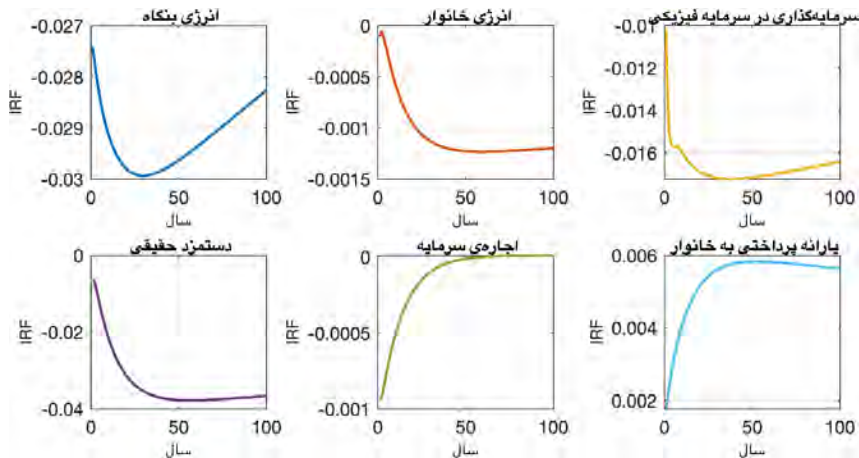 انرژی بنگاه
-0.027
-0.028
-0.029
-0.03
IRF
0 50 100
سال
انرژی خانوار
0
-0.0005
-0.001
-0.0015
IRF
0 50 100
سال
سرمایه‌گذاری در سرمایه فیزیکی
-0.01
-0.012
-0.014
-0.016
IRF
0 50 100
سال
دستمزد حقیقی
0
-0.02
-0.04
IRF
0 50 100
سال
اجاره‌ی سرمایه
0
-0.0005
-0.001
IRF
0 50 100
سال
یارانه پرداختی به خانوار
0.006
0.004
0.002
IRF
0 50 100
سال